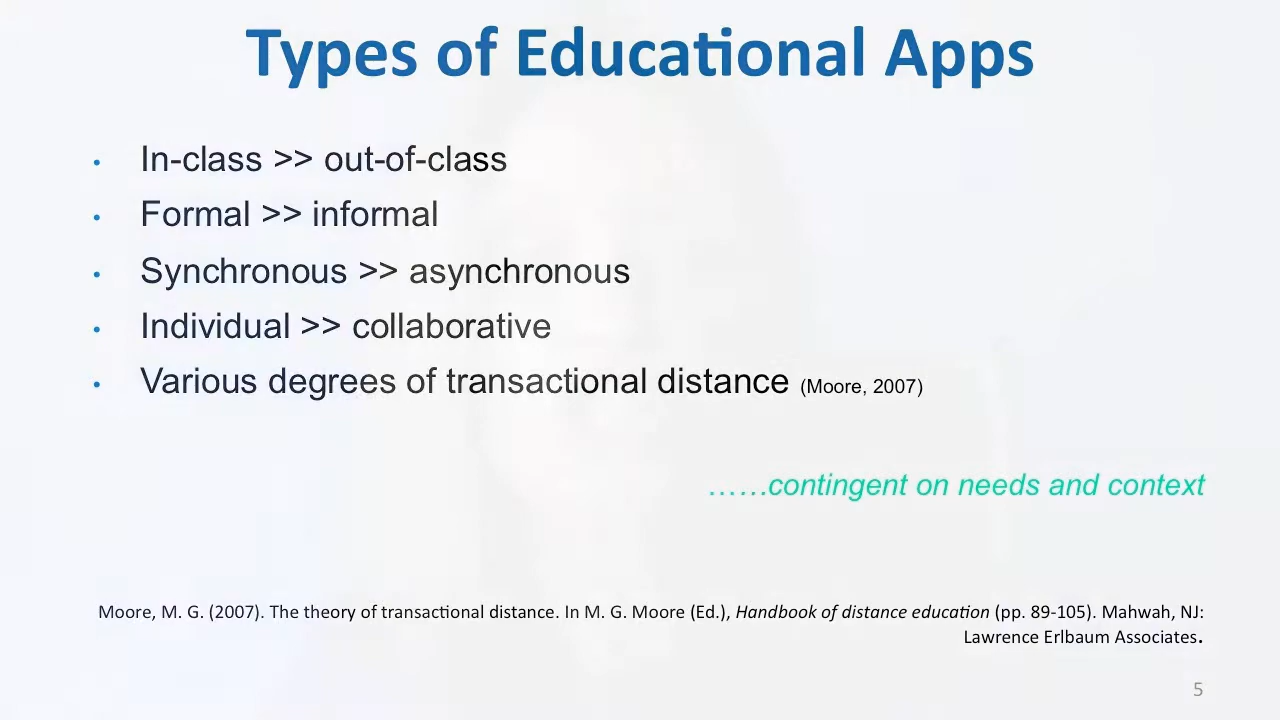 Types of Educational Apps
• In-class >> out-of-class
• Formal >> informal
• Synchronous >> asynchronous
• Individual >> collaborative
• Various degrees of transactional distance (Moore, 2007)
……contingent on needs and context
Moore, M. G. (2007). The theory of transactional distance. In M. G. Moore (Ed.), Handbook of distance education (pp. 89-105). Mahwah, NJ:
Lawrence Erlbaum Associates.
5